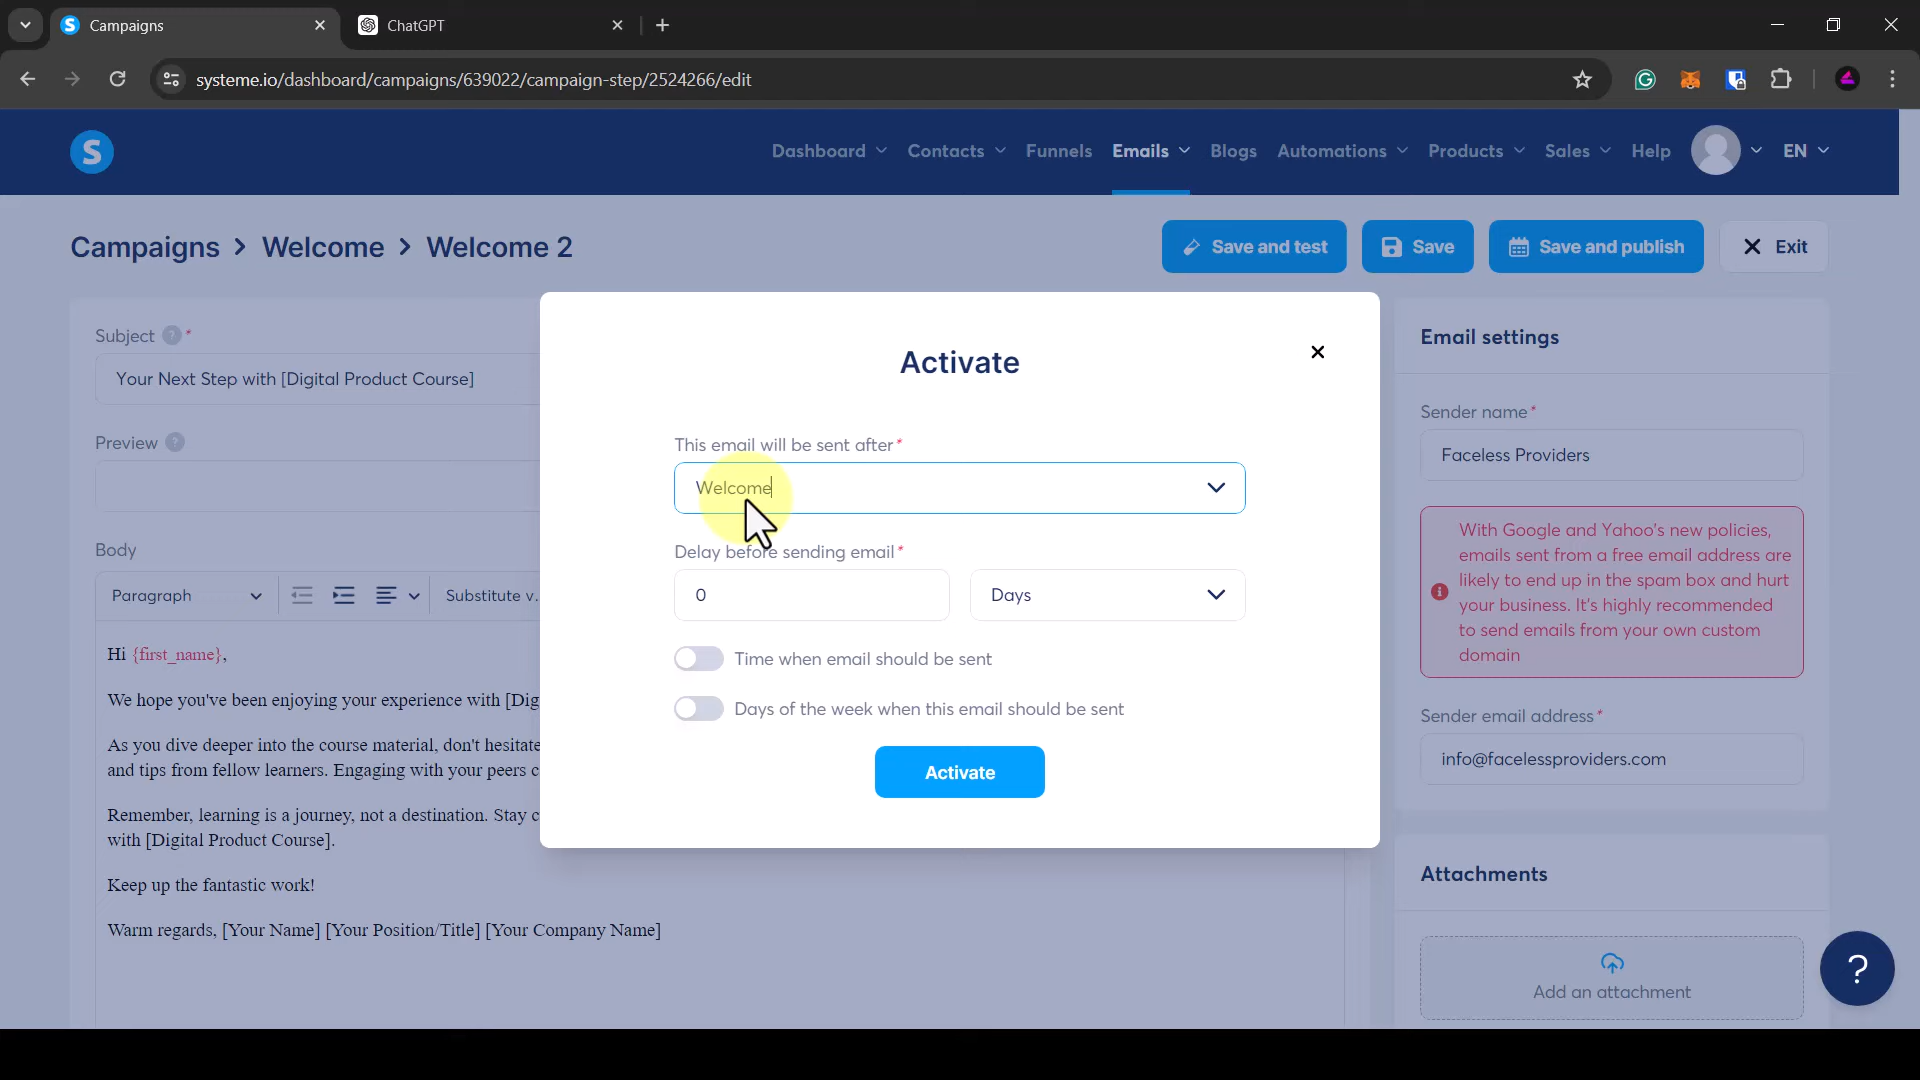 Campaigns
ChatGPT
systeme.io/dashboard/campaigns/639022/campaign-step/2524266/edit
S
Dashboard
Contacts
Funnels
Emails
Blogs
Automations
Products
Sales
Help
EN
Campaigns > Welcome > Welcome 2
Save and test
Save
Save and publish
Exit
Subject ? *
Your Next Step with [Digital Product Course]
Preview ?
Body
Paragraph
Substitute v...
Hi {first_name},
We hope you've been enjoying your experience with [Dig
As you dive deeper into the course material, don't hesitate
and tips from fellow learners. Engaging with your peers c
Remember, learning is a journey, not a destination. Stay c
with [Digital Product Course].
Keep up the fantastic work!
Warm regards, [Your Name] [Your Position/Title] [Your Company Name]
Activate
This email will be sent after*
Welcome
Delay before sending email*
0
Days
Time when email should be sent
Days of the week when this email should be sent
Activate
Email settings
Sender name*
Faceless Providers
With Google and Yahoo's new policies,
emails sent from a free email address are
likely to end up in the spam box and hurt
your business. It's highly recommended
to send emails from your own custom
domain
Sender email address*
info@facelessproviders.com
Attachments
Add an attachment
?